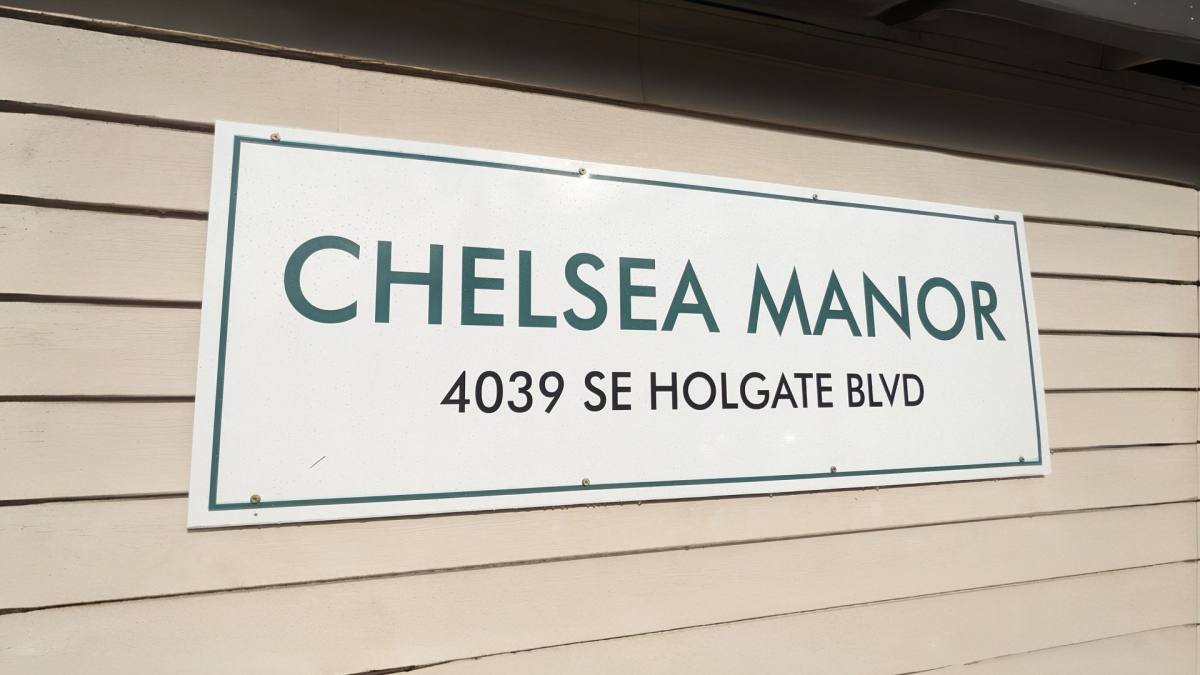 CHELSEA MANOR
4039 SE HOLGATE BLVD